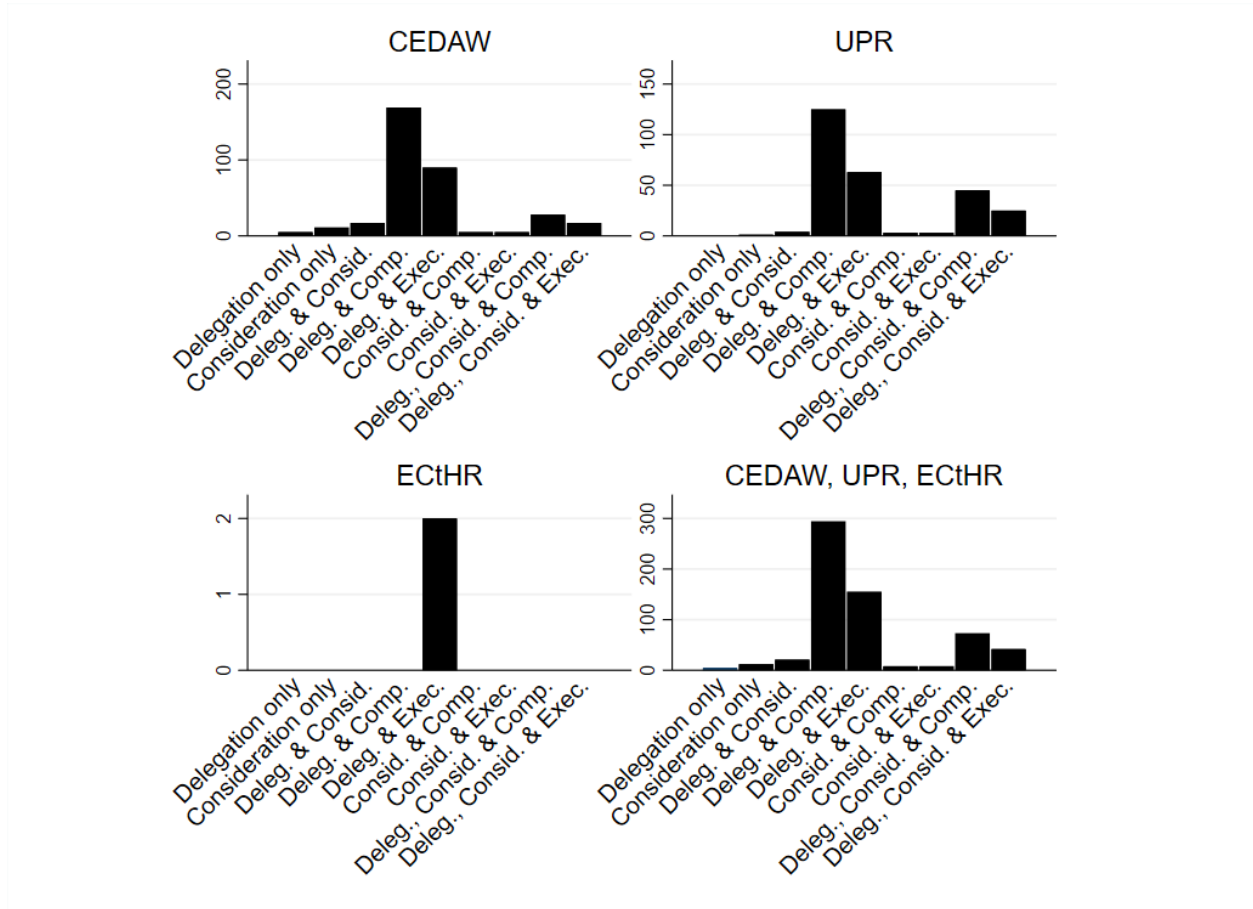 CEDAW
200
100
0
Delegation only
Consideration only
Deleg. & Consid.
Deleg. & Comp.
Deleg. & Exec.
Consid. & Comp.
Consid. & Exec.
Deleg., Consid. & Comp.
Deleg., Consid. & Exec.
UPR
150
100
50
0
Delegation only
Consideration only
Deleg. & Consid.
Deleg. & Comp.
Deleg. & Exec.
Consid. & Comp.
Consid. & Exec.
Deleg., Consid. & Comp.
Deleg., Consid. & Exec.
ECtHR
2
1
0
Delegation only
Consideration only
Deleg. & Consid.
Deleg. & Comp.
Deleg. & Exec.
Consid. & Comp.
Consid. & Exec.
Deleg., Consid. & Comp.
Deleg., Consid. & Exec.
CEDAW, UPR, ECtHR
300
200
100
0
Delegation only
Consideration only
Deleg. & Consid.
Deleg. & Comp.
Deleg. & Exec.
Consid. & Comp.
Consid. & Exec.
Deleg., Consid. & Comp.
Deleg., Consid. & Exec.